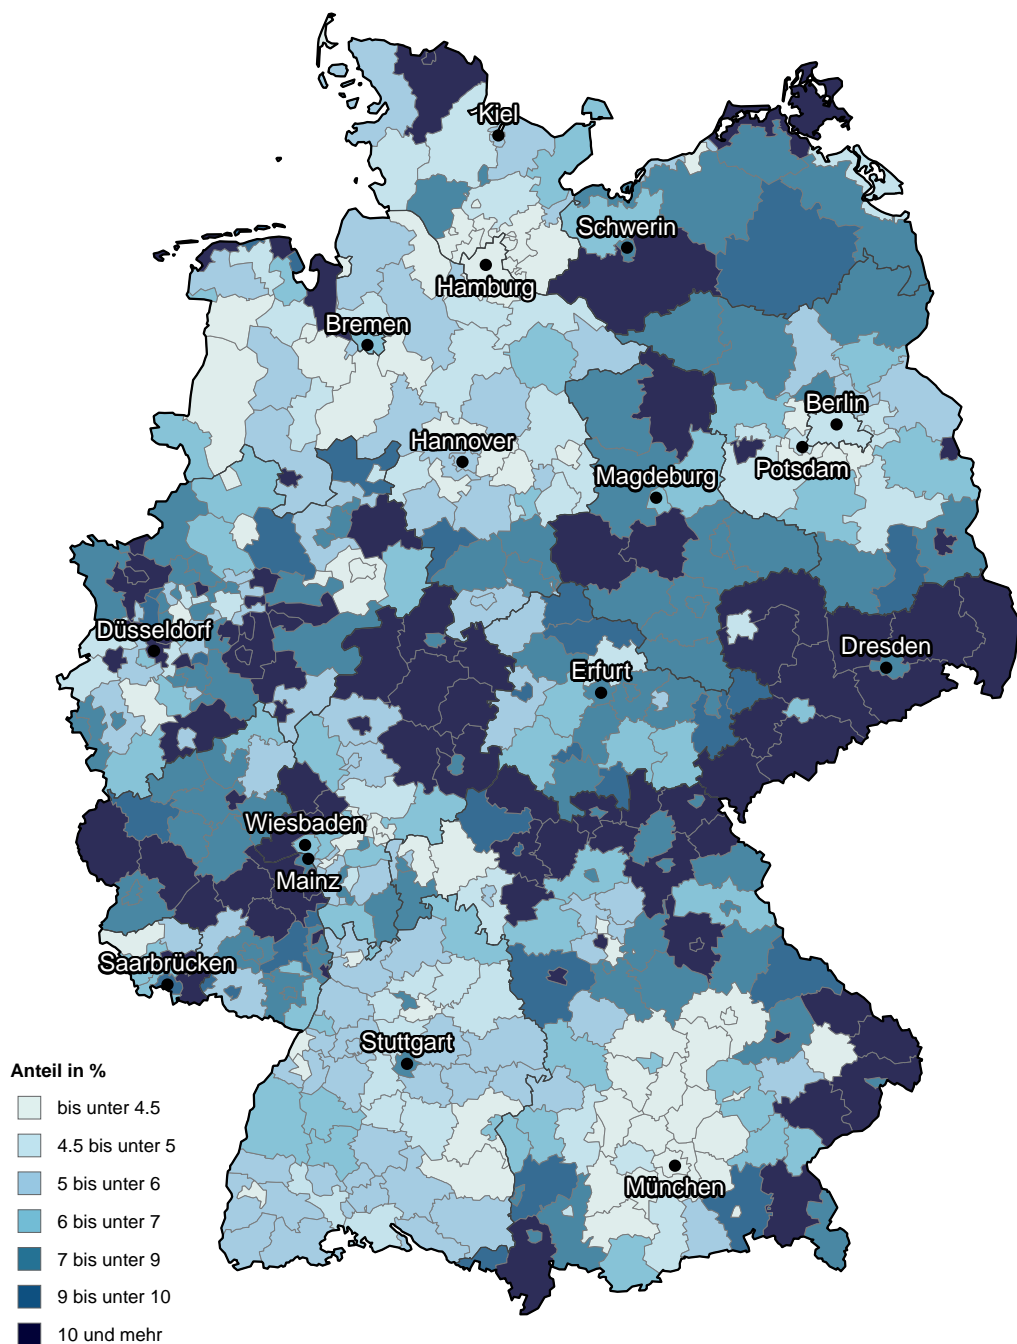 Kiel
Schwerin
Hamburg
Bremen
Berlin
Hannover
Potsdam
Magdeburg
Düsseldorf
Dresden
Erfurt
Wiesbaden
Mainz
Saarbrücken
Stuttgart
München
Anteil in %
bis unter 4.5
4.5 bis unter 5
5 bis unter 6
6 bis unter 7
7 bis unter 9
9 bis unter 10
10 und mehr